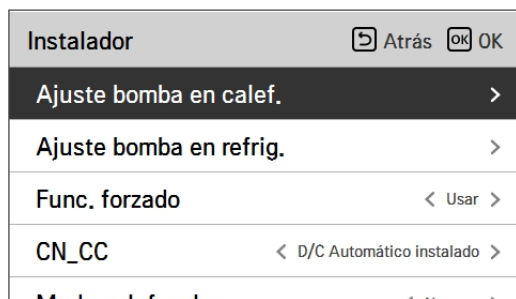 Instalador Atrás OK OK
Ajuste bomba en calef. >
Ajuste bomba en refrig. >
Func. forzado < Usar >
CN_CC < D/C Automático instalado >